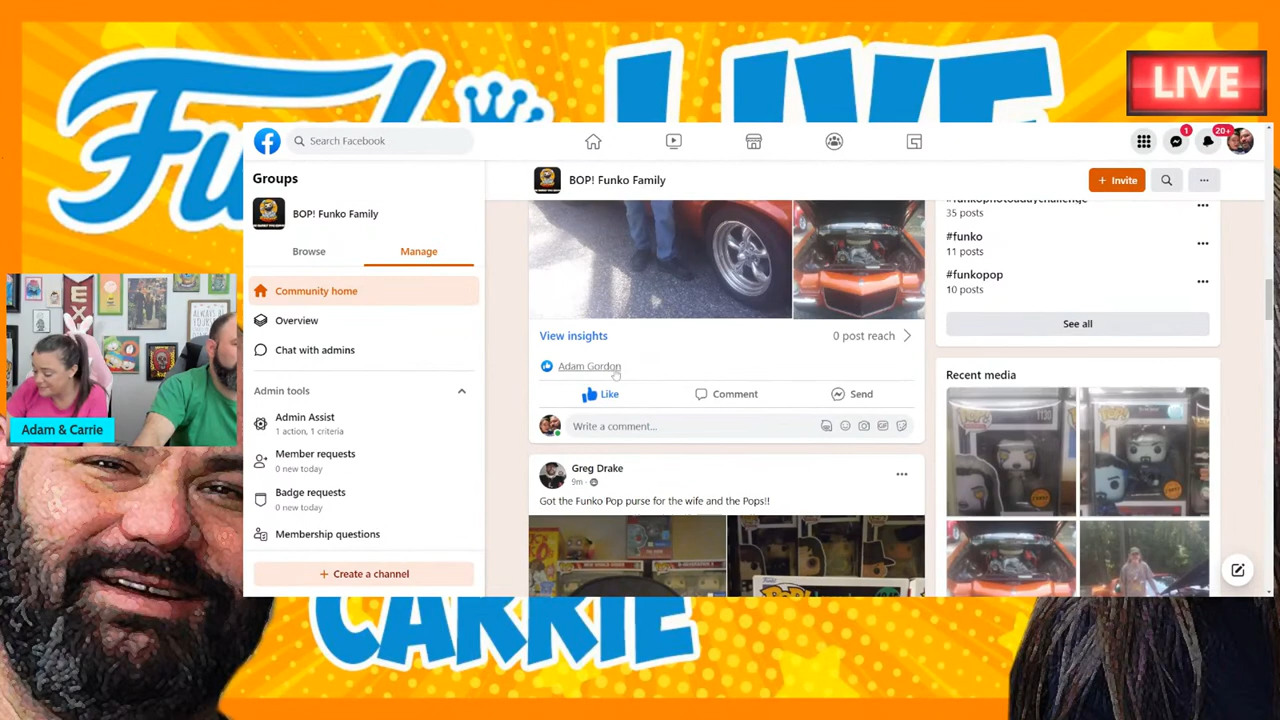 LIVE
LIVE
Search Facebook
1
20+
Groups
BOP! Funko Family
Browse
Manage
Community home
Overview
Chat with admins
Admin tools
Admin Assist
1 action, 1 criteria
Member requests
0 new today
Badge requests
0 new today
Membership questions
+ Create a channel
BOP! Funko Family
+ Invite
View insights
0 post reach
Adam Gordon
Like
Comment
Send
Write a comment...
Greg Drake
9m
Got the Funko Pop purse for the wife and the Pops!!
35 posts
#funko
11 posts
#funkopop
10 posts
See all
Recent media
Adam & Carrie
CARRIE